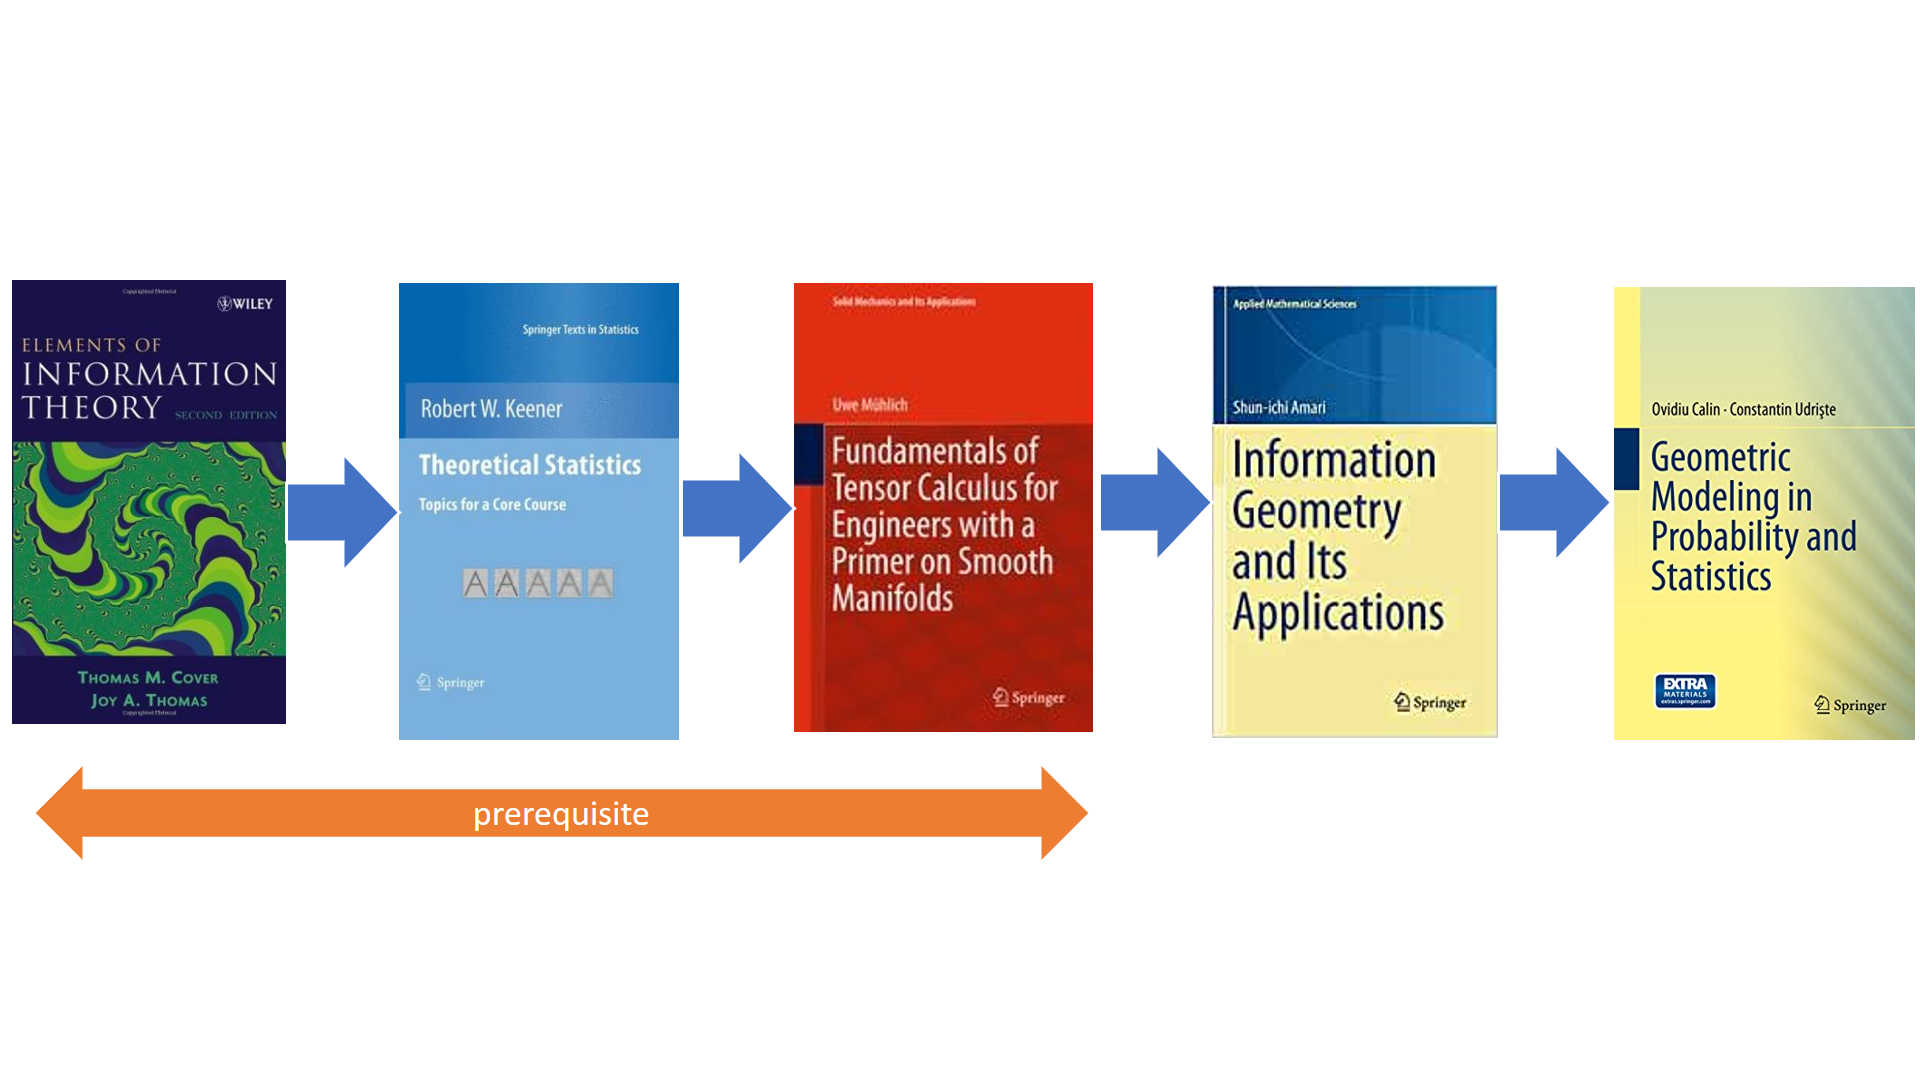 Copyrighted Material
WILEY
ELEMENTS OF
INFORMATION
THEORY SECOND EDITION
THOMAS M. COVER
JOY A. THOMAS
Copyrighted Material
Springer Texts in Statistics
Robert W. Keener
Theoretical Statistics
Topics for a Core Course
A A A A A
Springer
Solid Mechanics and Its Applications
Uwe Mühlich
Fundamentals of
Tensor Calculus for
Engineers with a
Primer on Smooth
Manifolds
Springer
Applied Mathematical Sciences
Shun-ichi Amari
Information
Geometry
and Its
Applications
Springer
Ovidiu Calin · Constantin Udrişte
Geometric
Modeling in
Probability and
Statistics
EXTRA
MATERIALS
extras.springer.com
Springer
prerequisite